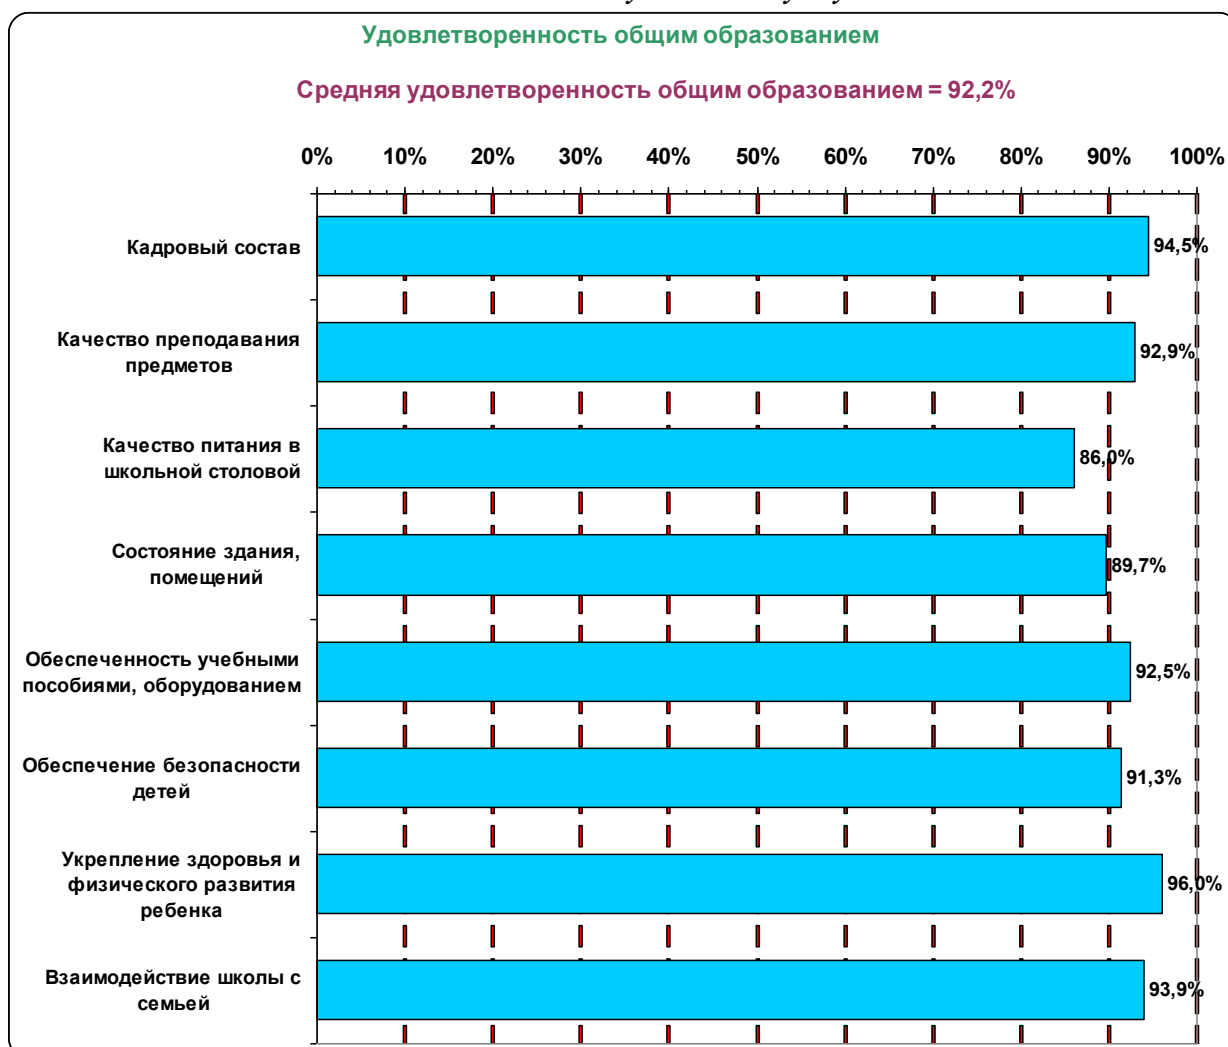 Удовлетворенность общим образованием
Средняя удовлетворенность общим образованием = 92,2%
0% 10% 20% 30% 40% 50% 60% 70% 80% 90% 100%
Кадровый состав
94,5%
Качество преподавания
предметов
92,9%
Качество питания в
школьной столовой
86,0%
Состояние здания,
помещений
89,7%
Обеспеченность учебными
пособиями, оборудованием
92,5%
Обеспечение безопасности
детей
91,3%
Укрепление здоровья и
физического развития
ребенка
96,0%
Взаимодействие школы с
семьей
93,9%